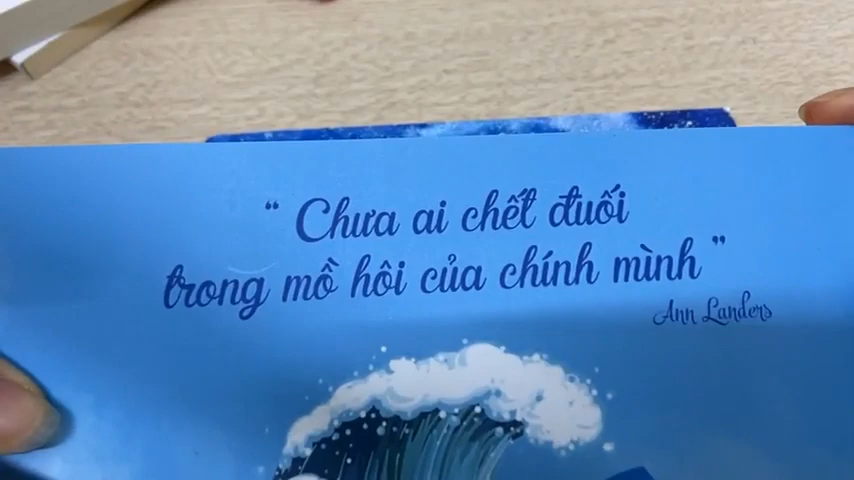 “ Chưa ai chết đuối
trong mồ hôi của chính mình ”
Ann Landers